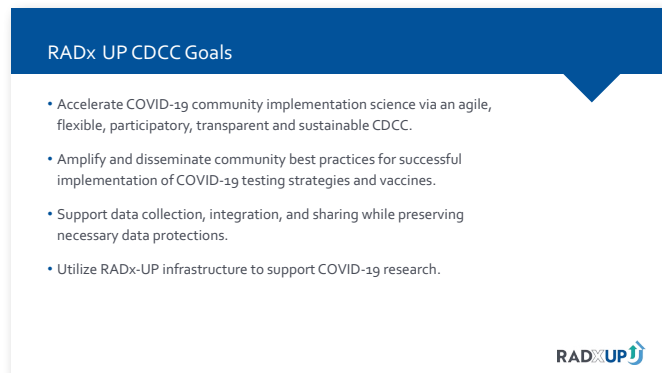 RADx UP CDCC Goals
• Accelerate COVID-19 community implementation science via an agile,
flexible, participatory, transparent and sustainable CDCC.
• Amplify and disseminate community best practices for successful
implementation of COVID-19 testing strategies and vaccines.
• Support data collection, integration, and sharing while preserving
necessary data protections.
• Utilize RADx-UP infrastructure to support COVID-19 research.
RADXUP